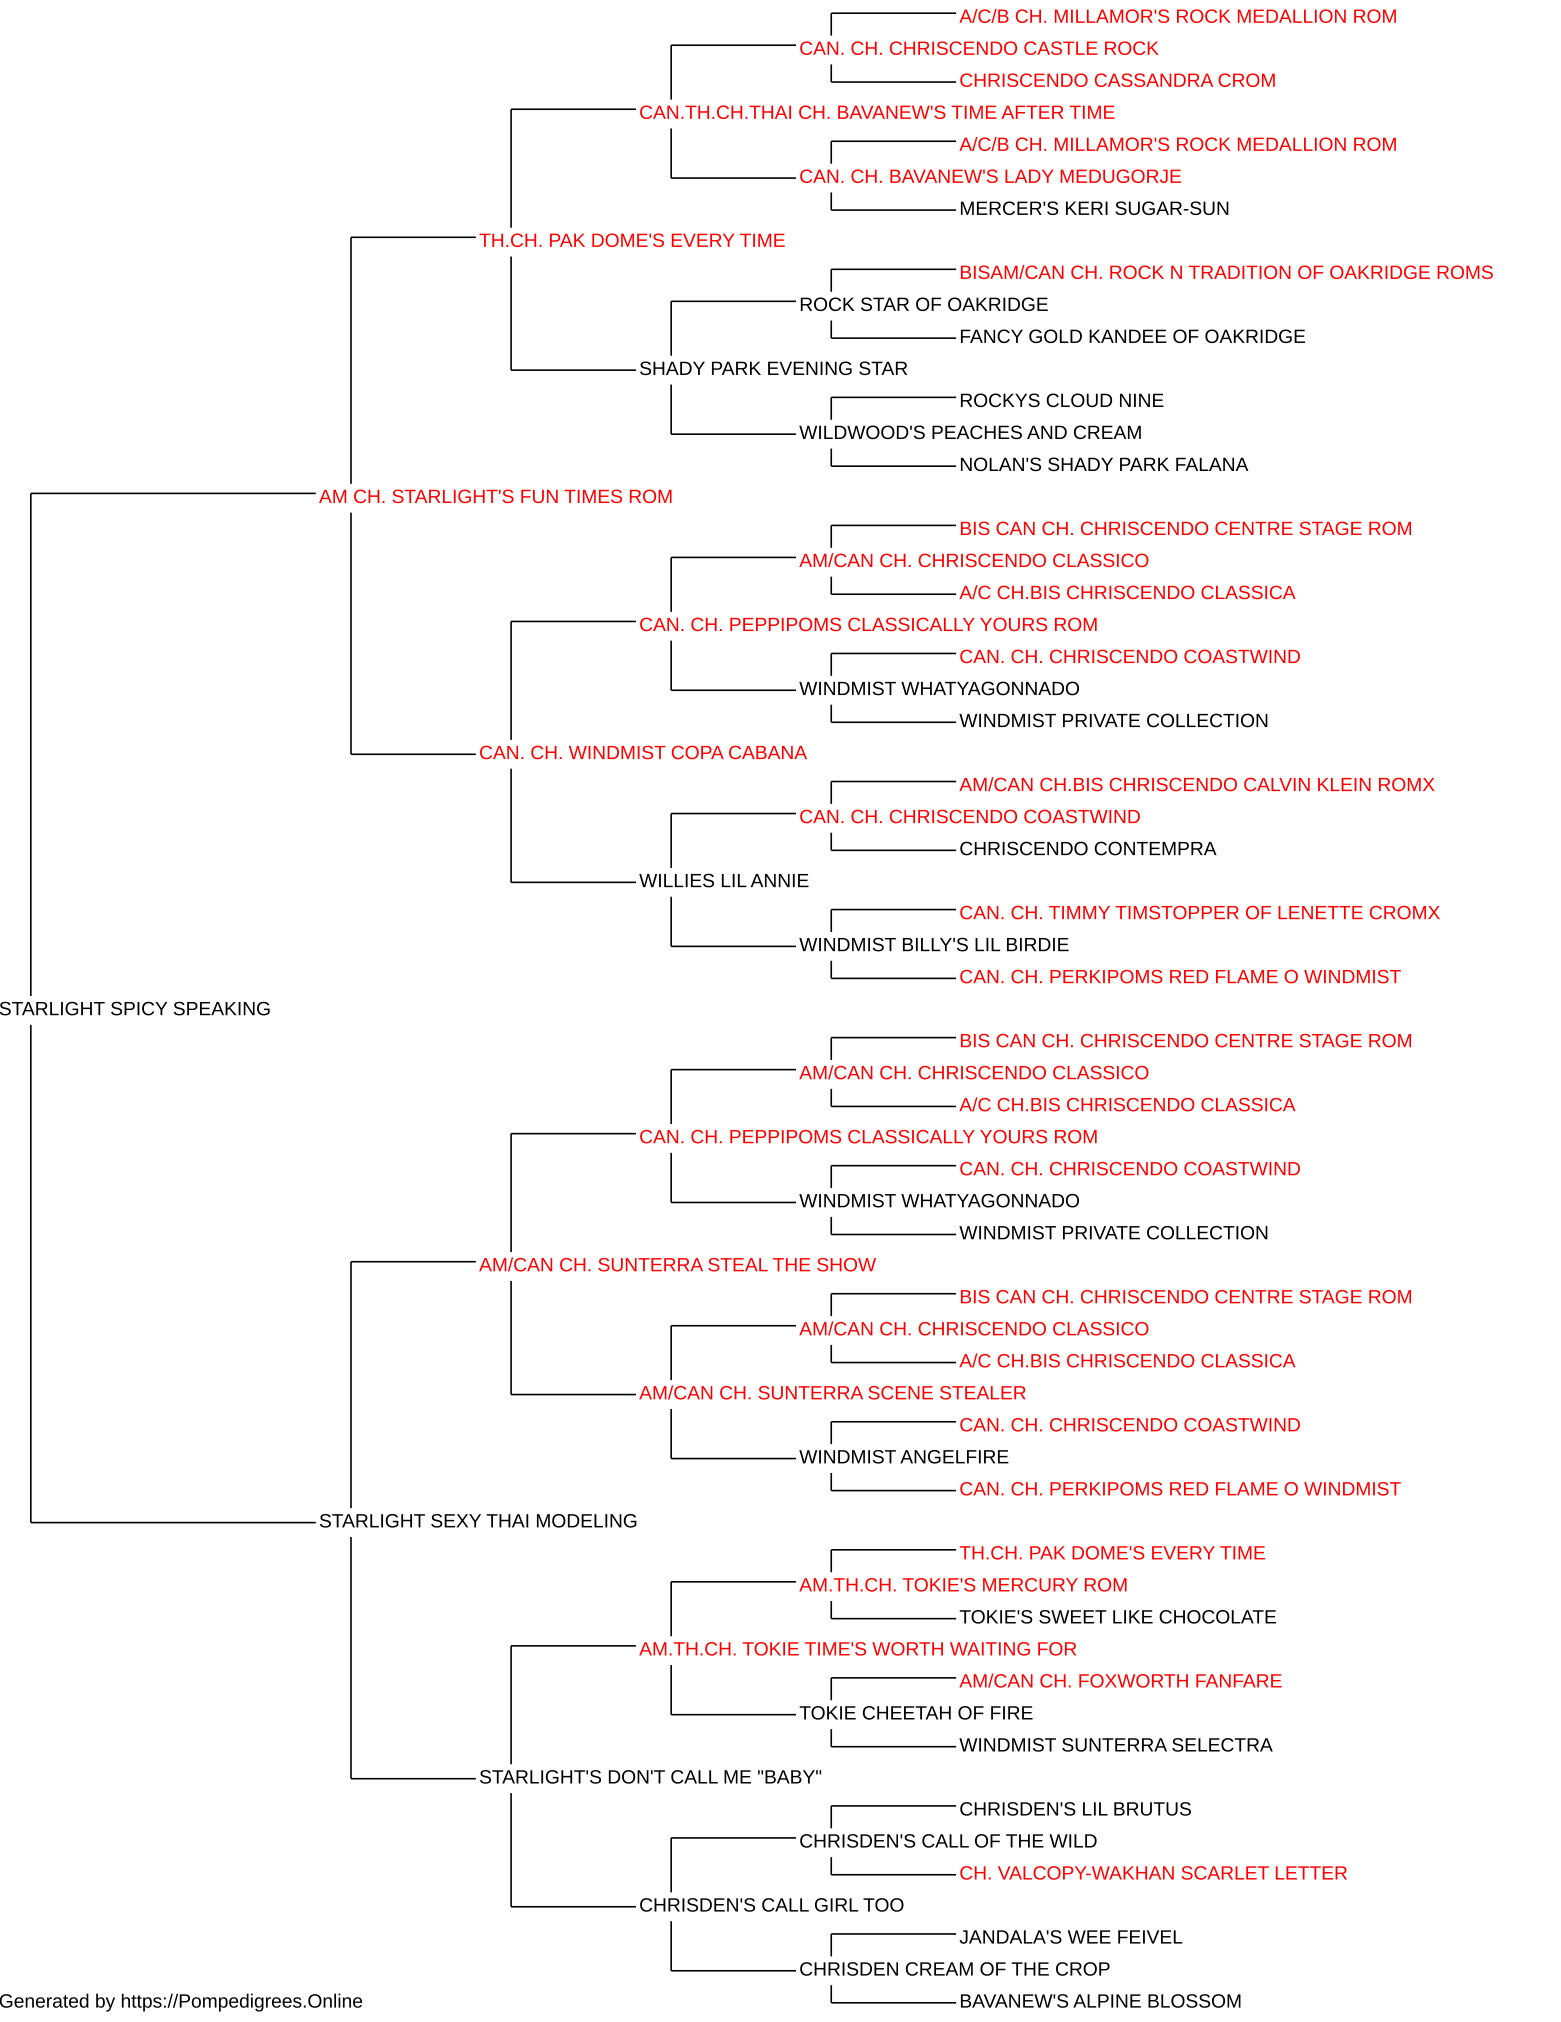 A/C/B CH. MILLAMOR'S ROCK MEDALLION ROM
CAN. CH. CHRISCENDO CASTLE ROCK
CHRISCENDO CASSANDRA CROM
CAN.TH.CH.THAI CH. BAVANEW'S TIME AFTER TIME
A/C/B CH. MILLAMOR'S ROCK MEDALLION ROM
CAN. CH. BAVANEW'S LADY MEDUGORJE
MERCER'S KERI SUGAR-SUN
TH.CH. PAK DOME'S EVERY TIME
BISAM/CAN CH. ROCK N TRADITION OF OAKRIDGE ROMS
ROCK STAR OF OAKRIDGE
FANCY GOLD KANDEE OF OAKRIDGE
SHADY PARK EVENING STAR
ROCKYS CLOUD NINE
WILDWOOD'S PEACHES AND CREAM
NOLAN'S SHADY PARK FALANA
AM CH. STARLIGHT'S FUN TIMES ROM
BIS CAN CH. CHRISCENDO CENTRE STAGE ROM
AM/CAN CH. CHRISCENDO CLASSICO
A/C CH.BIS CHRISCENDO CLASSICA
CAN. CH. PEPPIPOMS CLASSICALLY YOURS ROM
CAN. CH. CHRISCENDO COASTWIND
WINDMIST WHATYAGONNADO
WINDMIST PRIVATE COLLECTION
CAN. CH. WINDMIST COPA CABANA
AM/CAN CH.BIS CHRISCENDO CALVIN KLEIN ROMX
CAN. CH. CHRISCENDO COASTWIND
CHRISCENDO CONTEMPRA
WILLIES LIL ANNIE
CAN. CH. TIMMY TIMSTOPPER OF LENETTE CROMX
WINDMIST BILLY'S LIL BIRDIE
CAN. CH. PERKIPOMS RED FLAME O WINDMIST
STARLIGHT SPICY SPEAKING
BIS CAN CH. CHRISCENDO CENTRE STAGE ROM
AM/CAN CH. CHRISCENDO CLASSICO
A/C CH.BIS CHRISCENDO CLASSICA
CAN. CH. PEPPIPOMS CLASSICALLY YOURS ROM
CAN. CH. CHRISCENDO COASTWIND
WINDMIST WHATYAGONNADO
WINDMIST PRIVATE COLLECTION
AM/CAN CH. SUNTERRA STEAL THE SHOW
BIS CAN CH. CHRISCENDO CENTRE STAGE ROM
AM/CAN CH. CHRISCENDO CLASSICO
A/C CH.BIS CHRISCENDO CLASSICA
AM/CAN CH. SUNTERRA SCENE STEALER
CAN. CH. CHRISCENDO COASTWIND
WINDMIST ANGELFIRE
CAN. CH. PERKIPOMS RED FLAME O WINDMIST
STARLIGHT SEXY THAI MODELING
TH.CH. PAK DOME'S EVERY TIME
AM.TH.CH. TOKIE'S MERCURY ROM
TOKIE'S SWEET LIKE CHOCOLATE
AM.TH.CH. TOKIE TIME'S WORTH WAITING FOR
AM/CAN CH. FOXWORTH FANFARE
TOKIE CHEETAH OF FIRE
WINDMIST SUNTERRA SELECTRA
STARLIGHT'S DON'T CALL ME "BABY"
CHRISDEN'S LIL BRUTUS
CHRISDEN'S CALL OF THE WILD
CH. VALCOPY-WAKHAN SCARLET LETTER
CHRISDEN'S CALL GIRL TOO
JANDALA'S WEE FEIVEL
CHRISDEN CREAM OF THE CROP
BAVANEW'S ALPINE BLOSSOM
Generated by https://Pompedigrees.Online